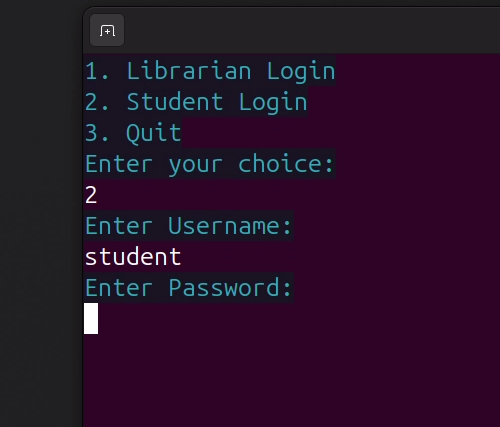 1. Librarian Login
2. Student Login
3. Quit
Enter your choice:
2
Enter Username:
student
Enter Password: